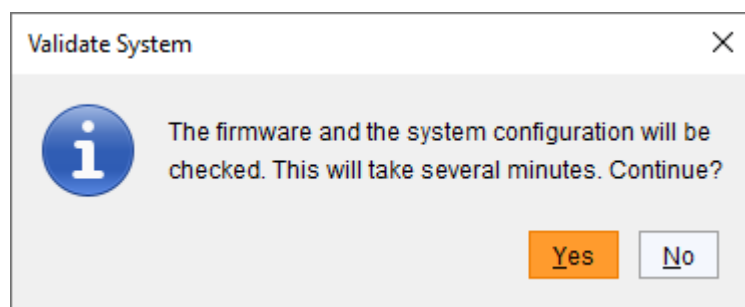 Validate System
The firmware and the system configuration will be
checked. This will take several minutes. Continue?
Yes
No